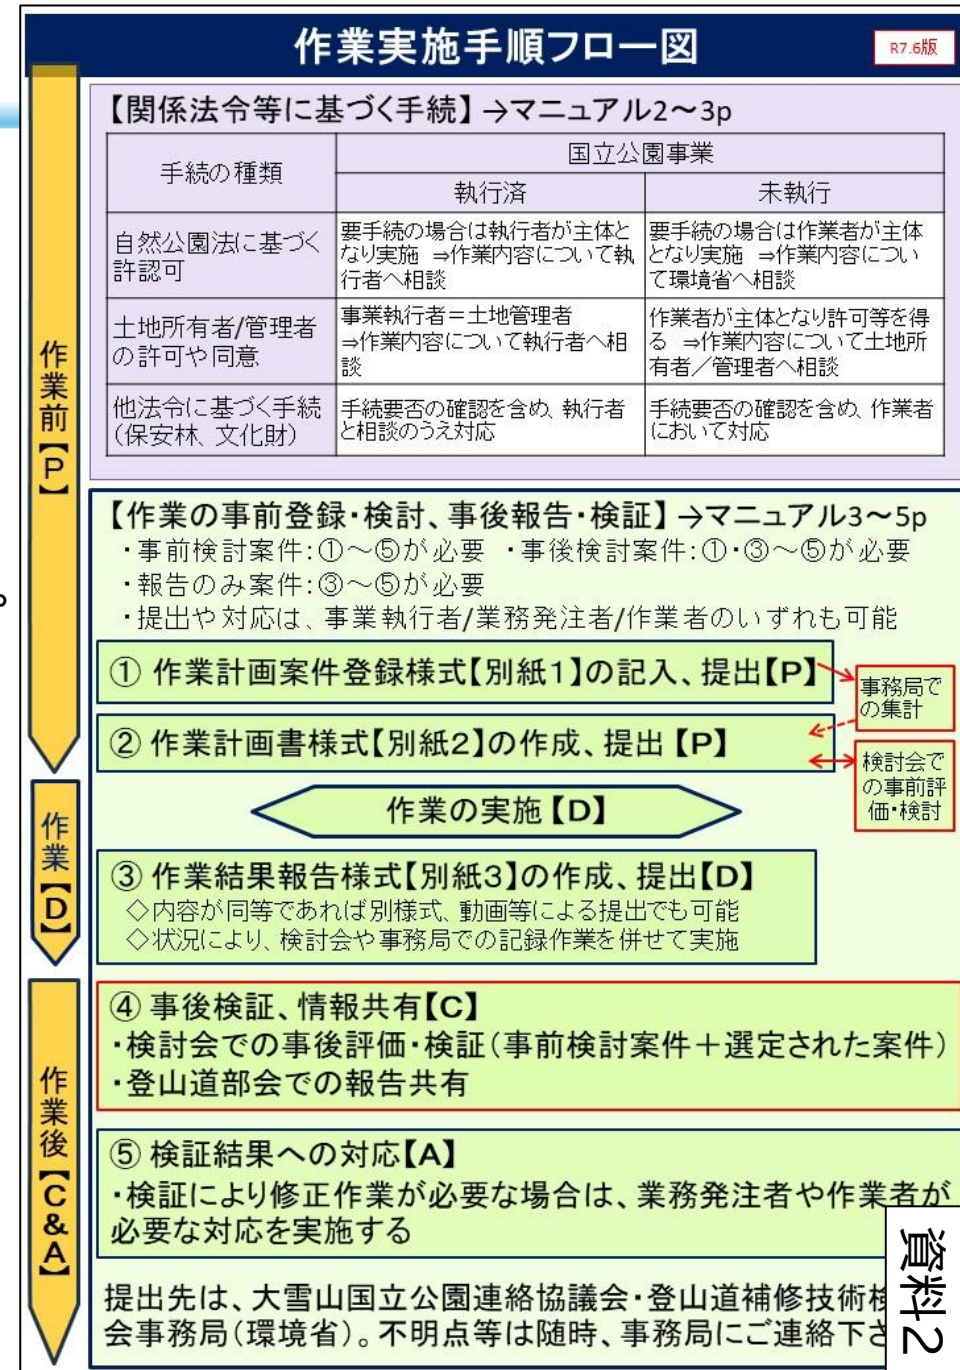 作業実施手順フロー図
R7.6版
作業前【P】
【関係法令等に基づく手続】→マニュアル2～3p
手続の種類
国立公園事業
執行済
未執行
自然公園法に基づく
許認可
要手続の場合は執行者が主体と
なり実施 ⇒作業内容について執
行者へ相談
要手続の場合は作業者が主体
となり実施 ⇒作業内容につい
て環境省へ相談
土地所有者/管理者
の許可や同意
事業執行者＝土地管理者
⇒作業内容について執行者へ相
談
作業者が主体となり許可等を得
る ⇒作業内容について土地所
有者／管理者へ相談
他法令に基づく手続
(保安林、文化財)
手続要否の確認を含め、執行者
と相談のうえ対応
手続要否の確認を含め、作業者
において対応
【作業の事前登録・検討、事後報告・検証】→マニュアル3～5p
・事前検討案件:①～⑤が必要 ・事後検討案件:①・③～⑤が必要
・報告のみ案件:③～⑤が必要
・提出や対応は、事業執行者/業務発注者/作業者のいずれも可能
。
① 作業計画案件登録様式【別紙1】の記入、提出【P】
事務局で
の集計
② 作業計画書様式【別紙2】の作成、提出【P】
検討会で
の事前評
価・検討
作業【D】
作業の実施【D】
③ 作業結果報告様式【別紙3】の作成、提出【D】
◇内容が同等であれば別様式、動画等による提出でも可能
◇状況により、検討会や事務局での記録作業を併せて実施
作業後【C＆A】
④ 事後検証、情報共有【C】
・検討会での事後評価・検証(事前検討案件＋選定された案件)
・登山道部会での報告共有
⑤ 検証結果への対応【A】
・検証により修正作業が必要な場合は、業務発注者や作業者が
必要な対応を実施する
提出先は、大雪山国立公園連絡協議会・登山道補修技術検
会事務局(環境省)。不明点等は随時、事務局にご連絡下さ
資料2